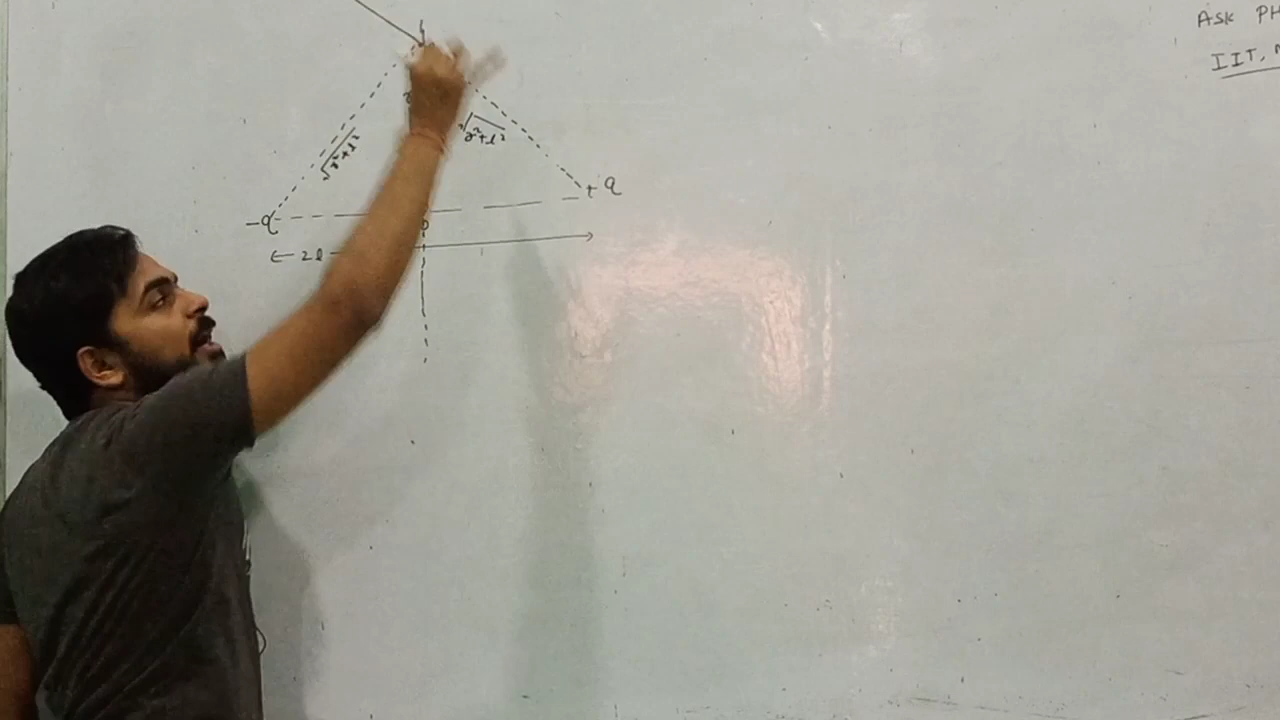 ASK PH
IIT,
√r²+l²
√r²+l²
-q
+q
2l